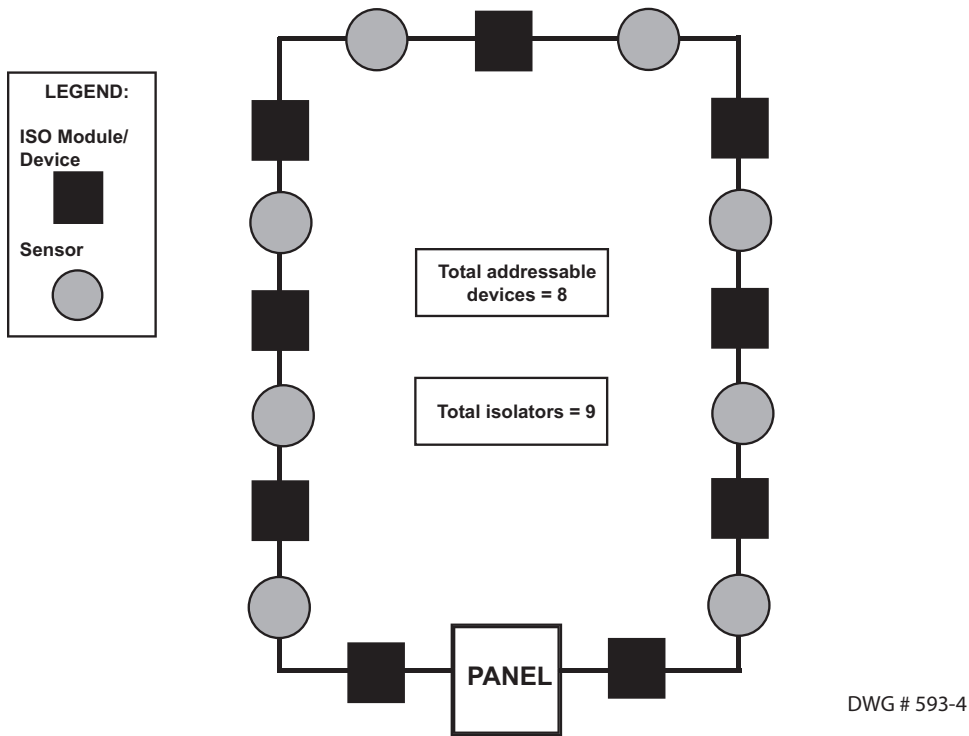 LEGEND:
ISO Module/
Device
Sensor
Total addressable
devices = 8
Total isolators = 9
PANEL
DWG # 593-4